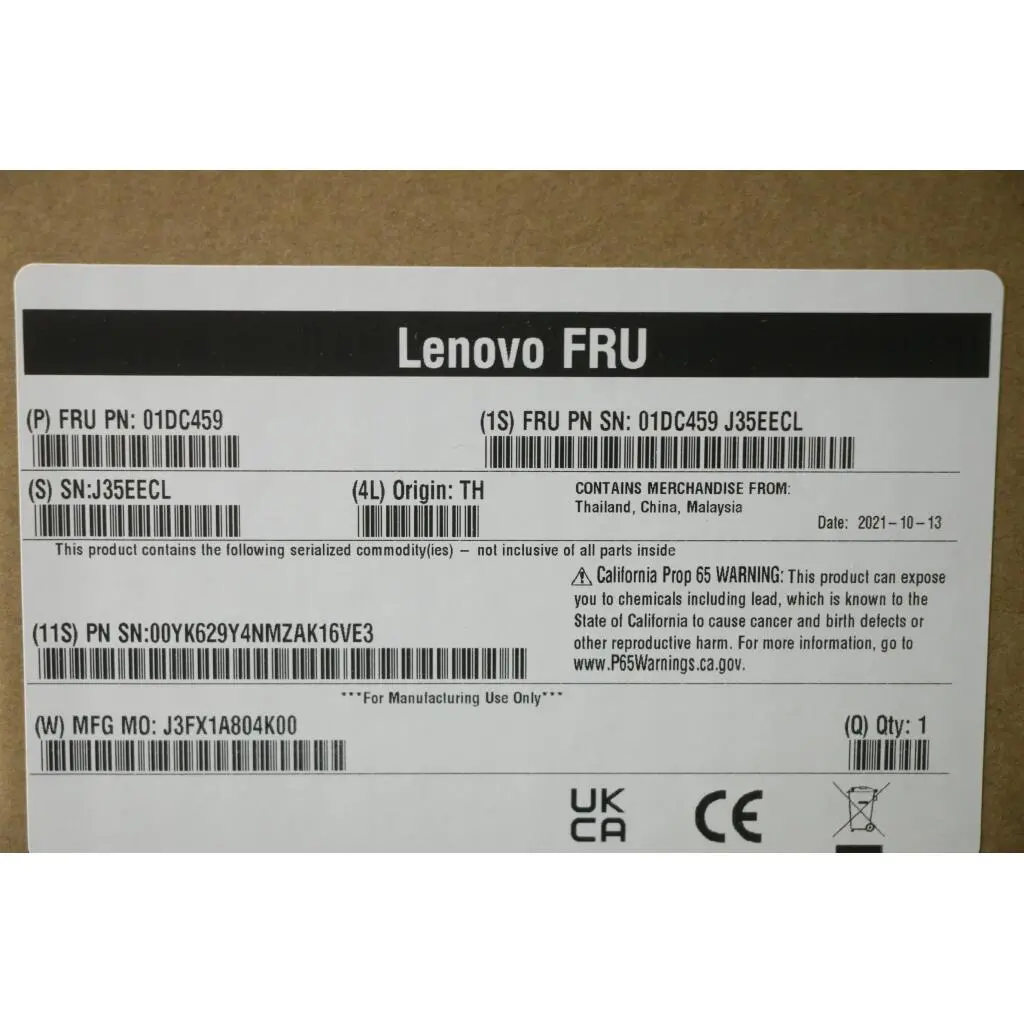 Lenovo FRU
(P) FRU PN: 01DC459
(1S) FRU PN SN: 01DC459 J35EECL
(S) SN:J35EECL
(4L) Origin: TH
CONTAINS MERCHANDISE FROM:
Thailand, China, Malaysia
Date: 2021-10-13
This product contains the following serialized commodity(ies) – not inclusive of all parts inside
⚠ California Prop 65 WARNING: This product can expose
you to chemicals including lead, which is known to the
State of California to cause cancer and birth defects or
other reproductive harm. For more information, go to
www.P65Warnings.ca.gov.
(11S) PN SN:00YK629Y4NMZAK16VE3
***For Manufacturing Use Only***
(W) MFG MO: J3FX1A804K00
(Q) Qty: 1
UK
CA
CE